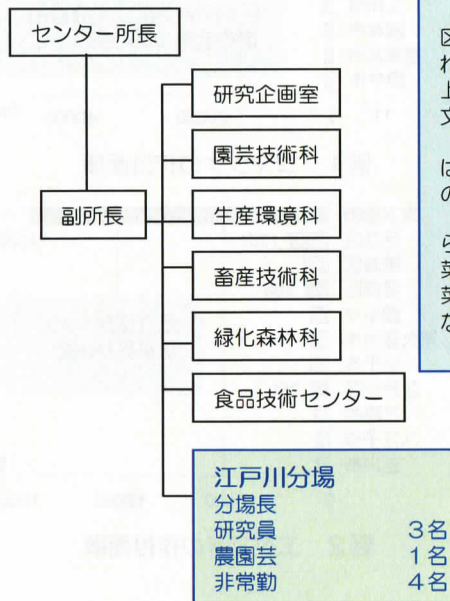 センター所長
副所長
研究企画室
園芸技術科
生産環境科
畜産技術科
緑化森林科
食品技術センター
江戸川分場
分場長
研究員 3名
農園芸 1名
非常勤 4名